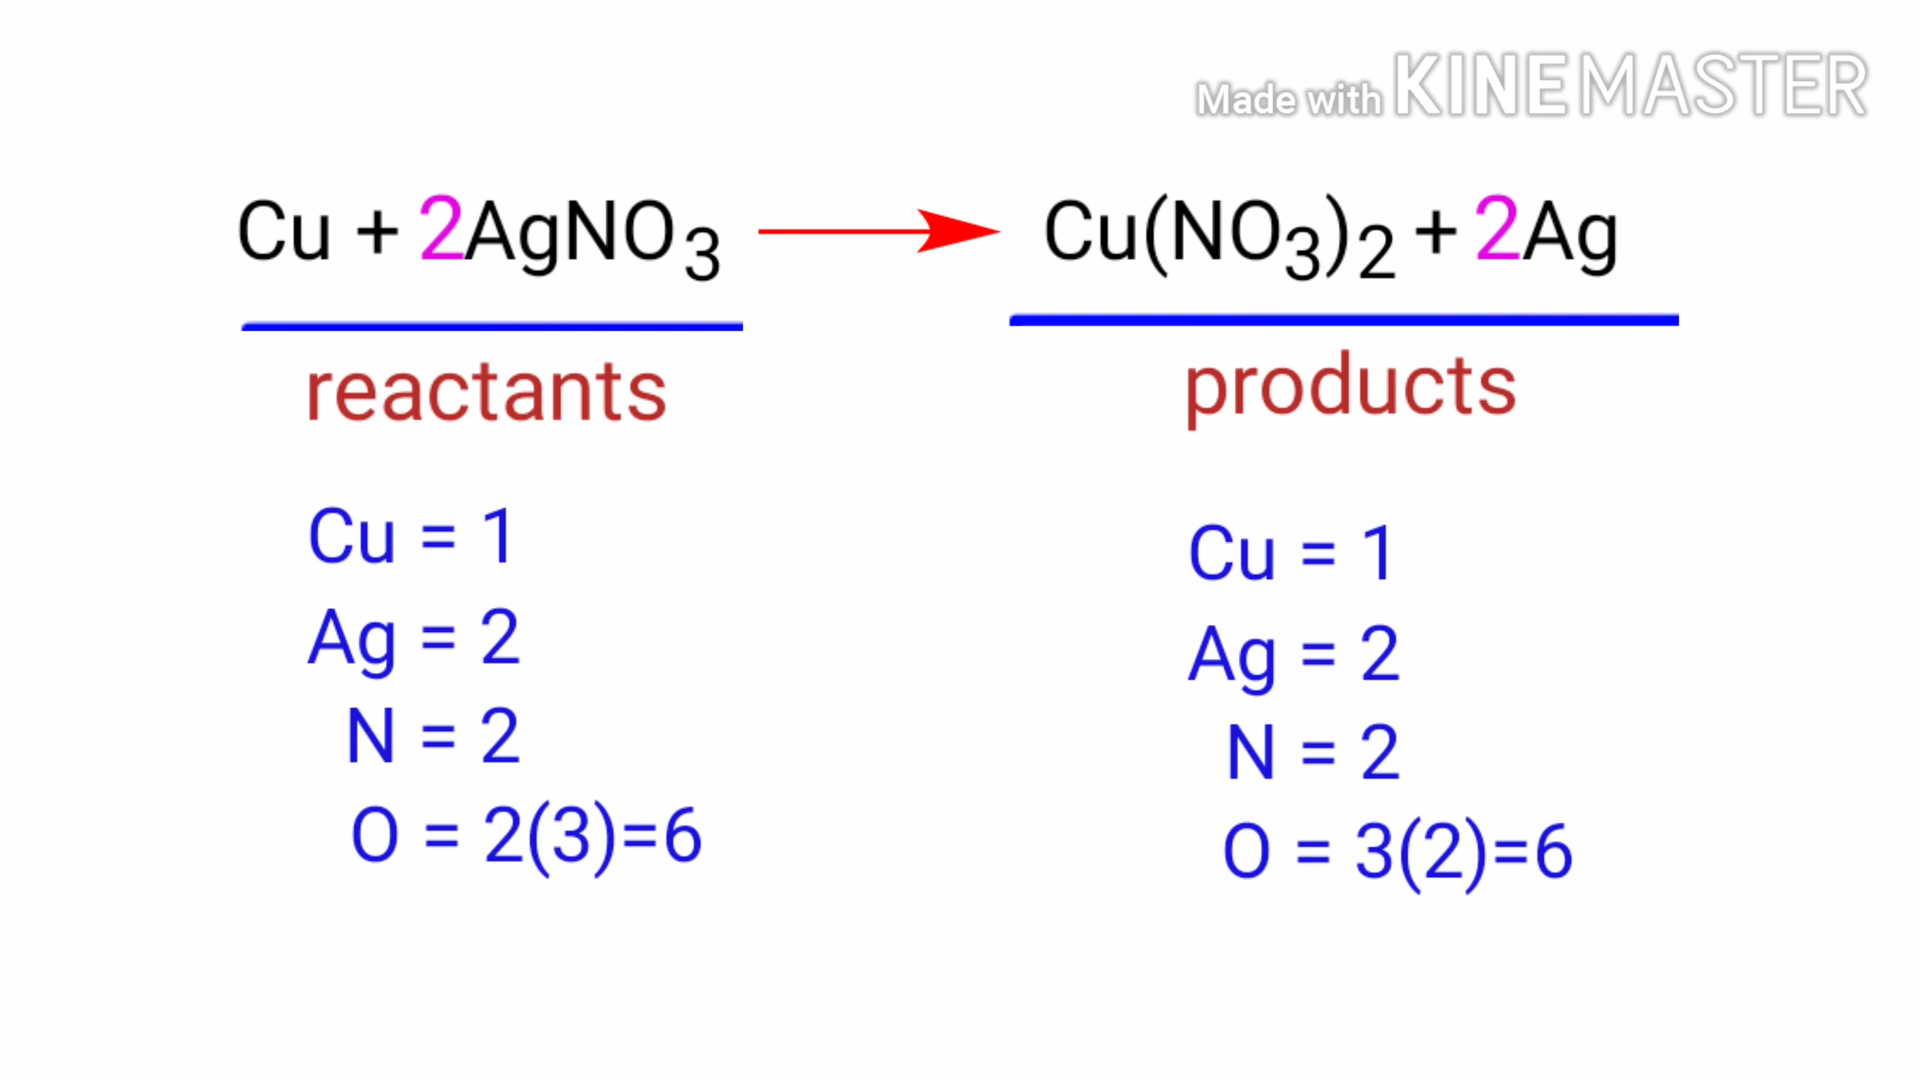 Made with KINEMASTER
Cu + 2AgNO3 Cu(NO3)2 + 2Ag
reactants
products
Cu = 1
Ag = 2
N = 2
O = 2(3)=6
Cu = 1
Ag = 2
N = 2
O = 3(2)=6